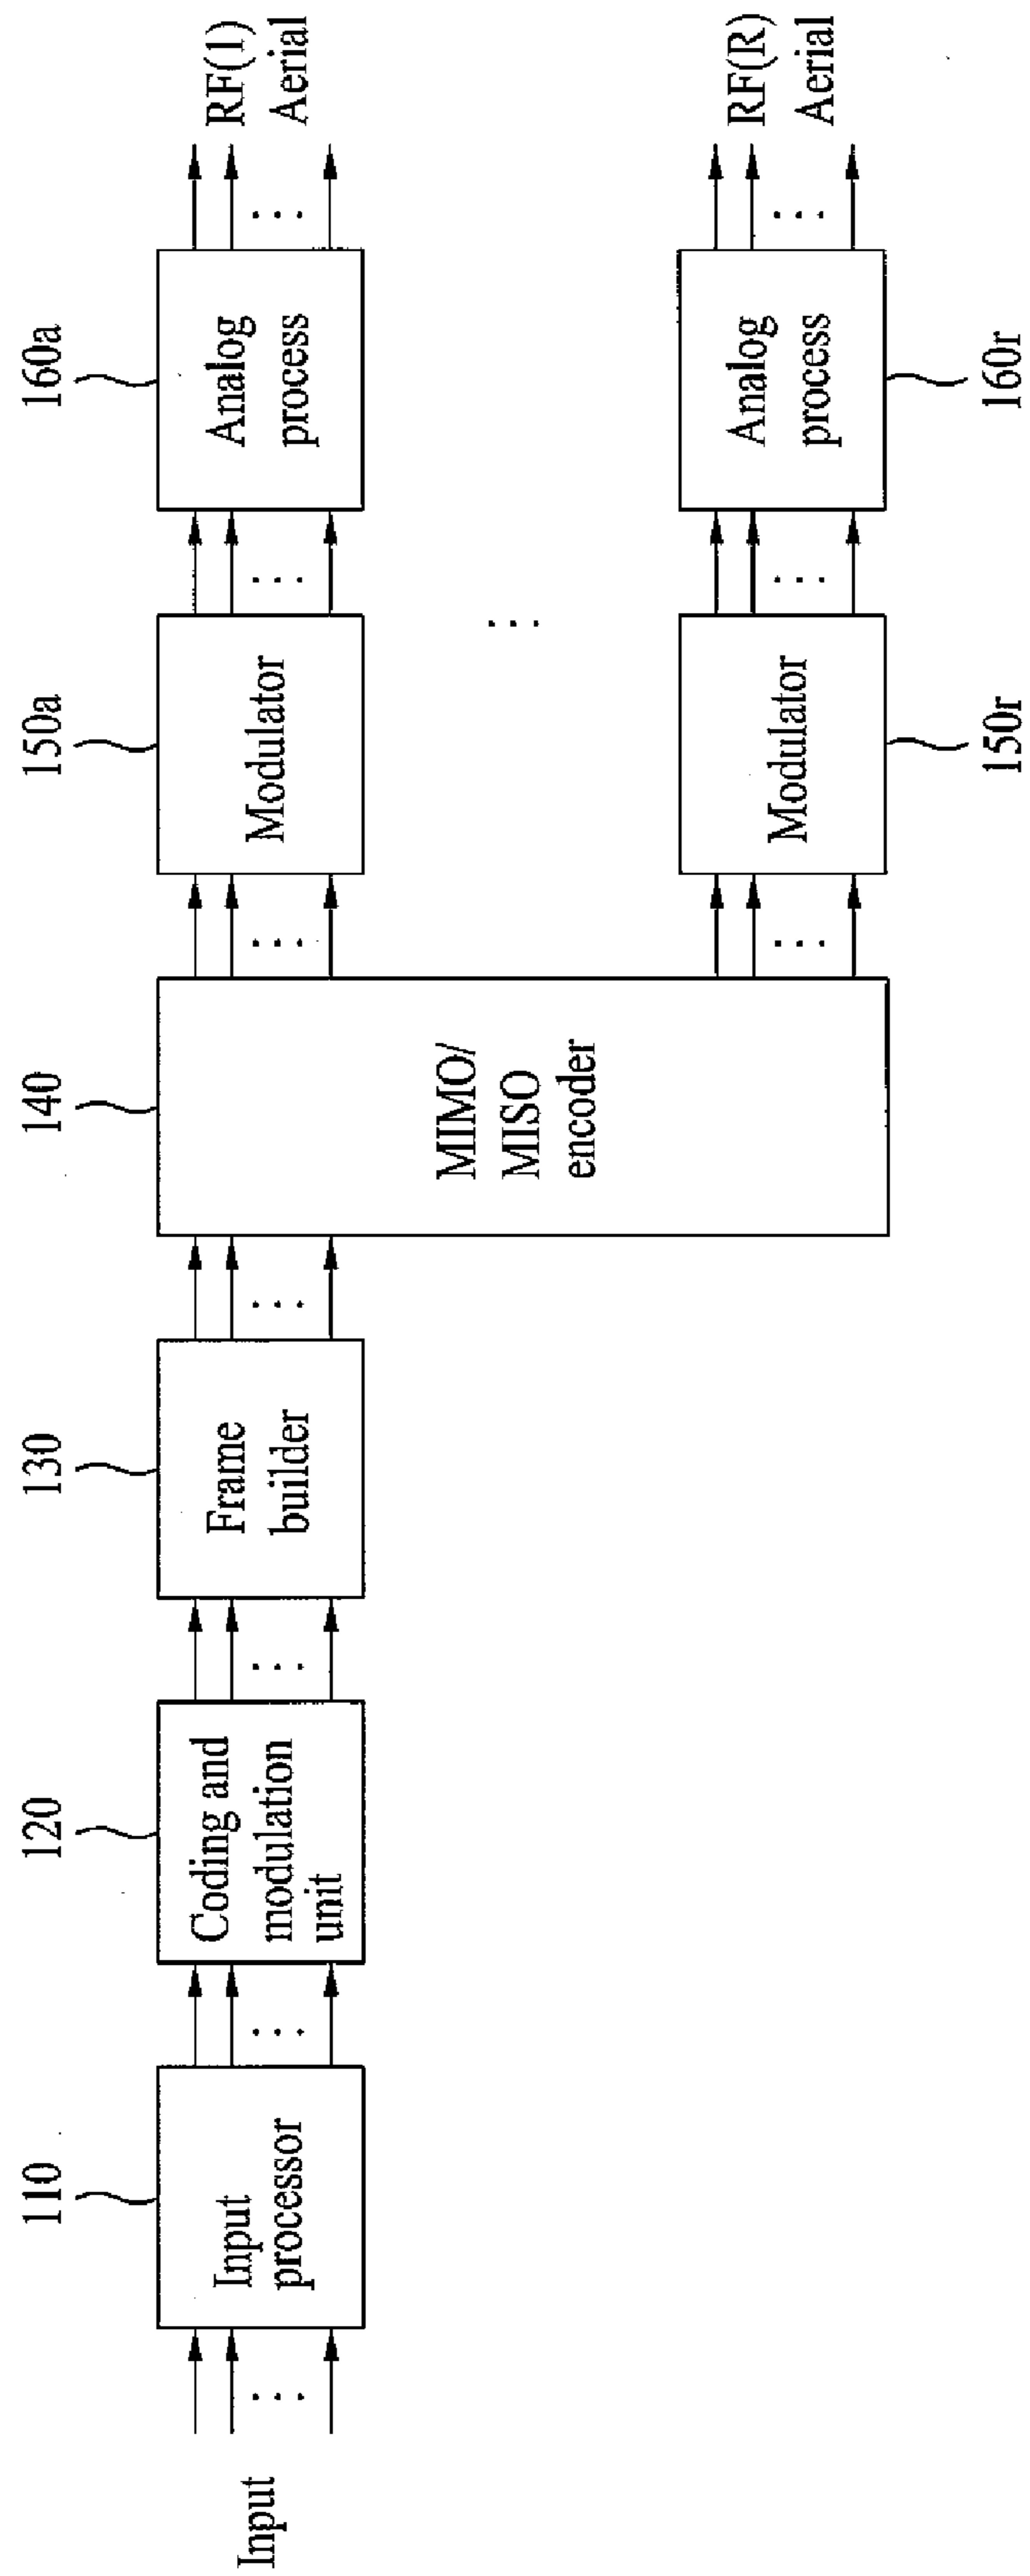 110
120
130
140
150a
160a
Input
Input
processor
Coding and
modulation
unit
Frame
builder
MIMO/
MISO
encoder
Modulator
Analog
process
RF(1)
Aerial
...
Modulator
Analog
process
RF(R)
Aerial
150r
160r